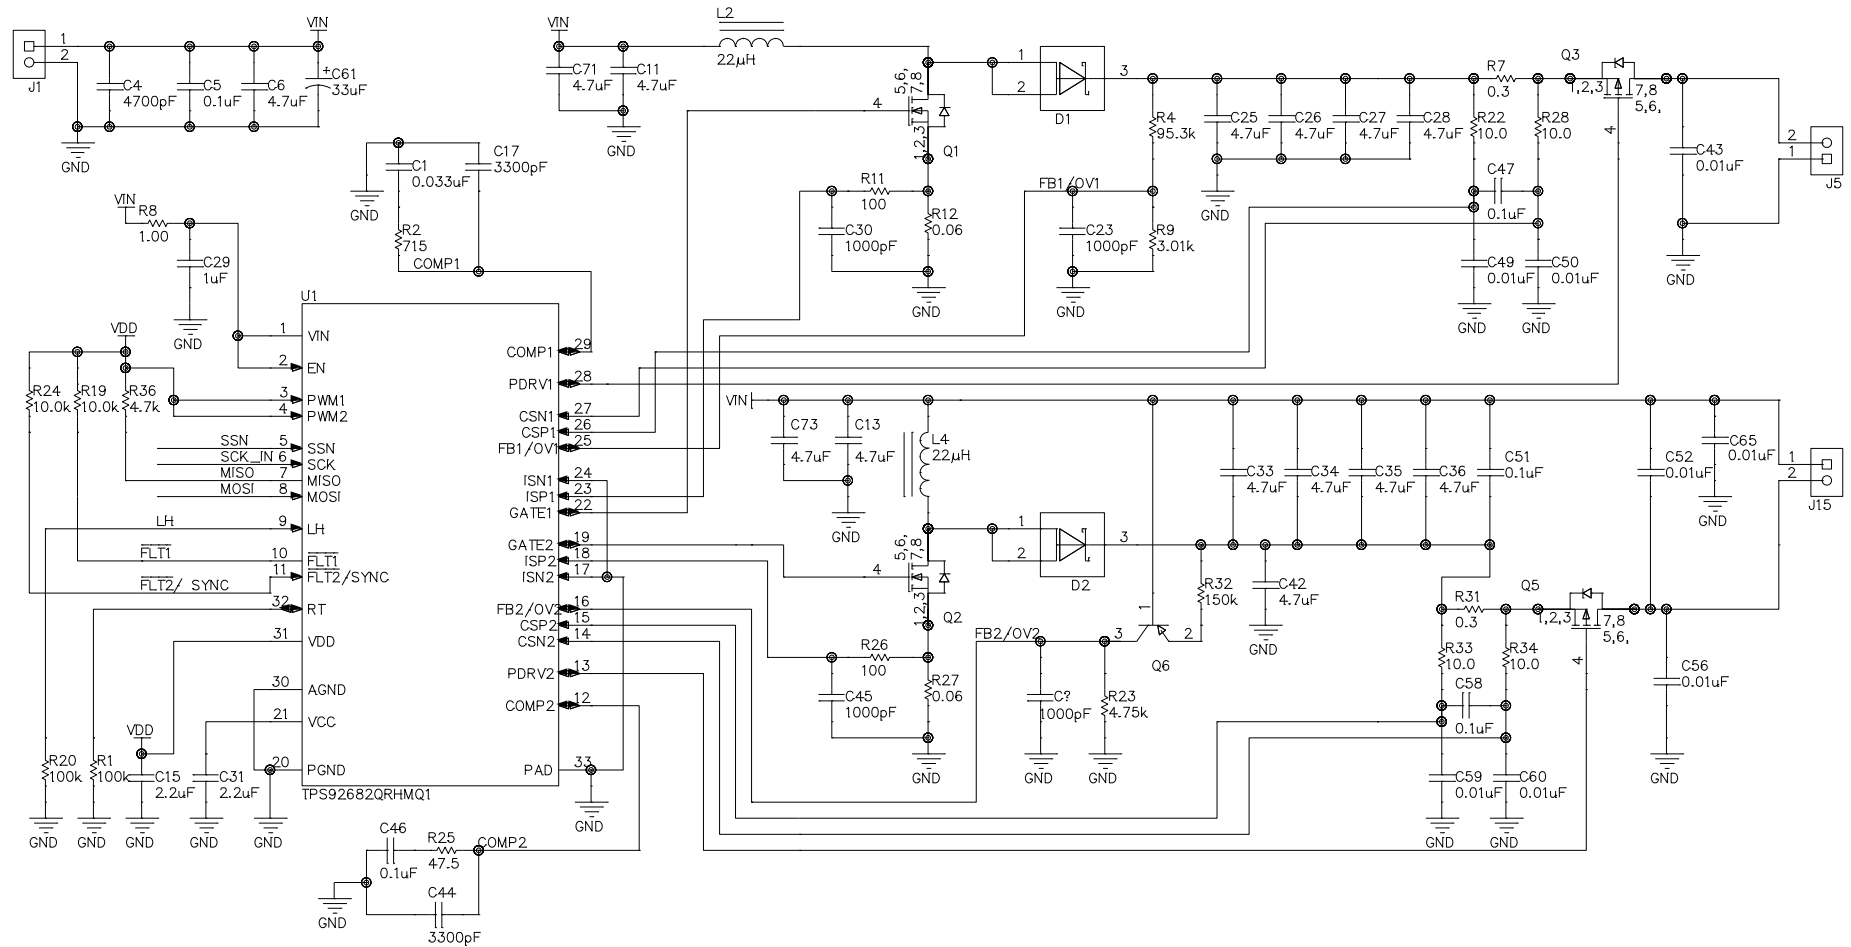 J1
1
2
C4
4700pF
C5
0.1uF
C6
4.7uF
VIN
C61
33uF
GND
VIN
C71
4.7uF
C11
4.7uF
GND
L2
22µH
5,6,
7,8
4
1,2,3
Q1
1
2
3
D1
R4
95.3k
C25
4.7uF
C26
4.7uF
C27
4.7uF
C28
4.7uF
GND
R7
0.3
R22
10.0
R28
10.0
Q3
1,2,3
7,8
5,6,
4
C43
0.01uF
GND
2
1
J5
C47
0.1uF
C49
0.01uF
C50
0.01uF
GND
GND
C1
0.033uF
C17
3300pF
GND
R2
715
COMP1
R11
100
R12
0.06
C30
1000pF
GND
FB1/OV1
C23
1000pF
R9
3.01k
GND
VIN
R8
1.00
C29
1uF
GND
VDD
R24
10.0k
R19
10.0k
R36
4.7k
U1
1 VIN
2 EN
3 PWM1
4 PWM2
SSN 5 SSN
SCK_IN 6 SCK
MISO 7 MISO
MOSI 8 MOSI
LH 9 LH
FLT1 10 FLT1
FLT2/ SYNC 11 FLT2/SYNC
32 RT
31 VDD
30 AGND
21 VCC
20 PGND
COMP1 29
PDRV1 28
CSN1 27
CSP1 26
FB1/OV1 25
ISN1 24
ISP1 23
GATE1 22
GATE2 19
ISP2 18
ISN2 17
FB2/OV2 16
CSP2 15
CSN2 14
PDRV2 13
COMP2 12
PAD 33
TPS92682QRHMQ1
GND
R20
100k
R1
100k
VDD
C15
2.2uF
C31
2.2uF
GND
GND
GND
GND
GND
C46
0.1uF
R25
47.5
COMP2
C44
3300pF
GND
VIN
C73
4.7uF
C13
4.7uF
GND
L4
22µH
5,6,
7,8
4
1,2,3
Q2
1
2
3
D2
R26
100
R27
0.06
C45
1000pF
GND
FB2/OV2
C?
1000pF
R23
4.75k
GND
GND
3
1
2
Q6
R32
150k
C42
4.7uF
GND
C33
4.7uF
C34
4.7uF
C35
4.7uF
C36
4.7uF
C51
0.1uF
C52
0.01uF
C65
0.01uF
GND
1
2
J15
R31
0.3
Q5
1,2,3
7,8
5,6,
4
R33
10.0
R34
10.0
C58
0.1uF
C56
0.01uF
GND
C59
0.01uF
C60
0.01uF
GND
GND